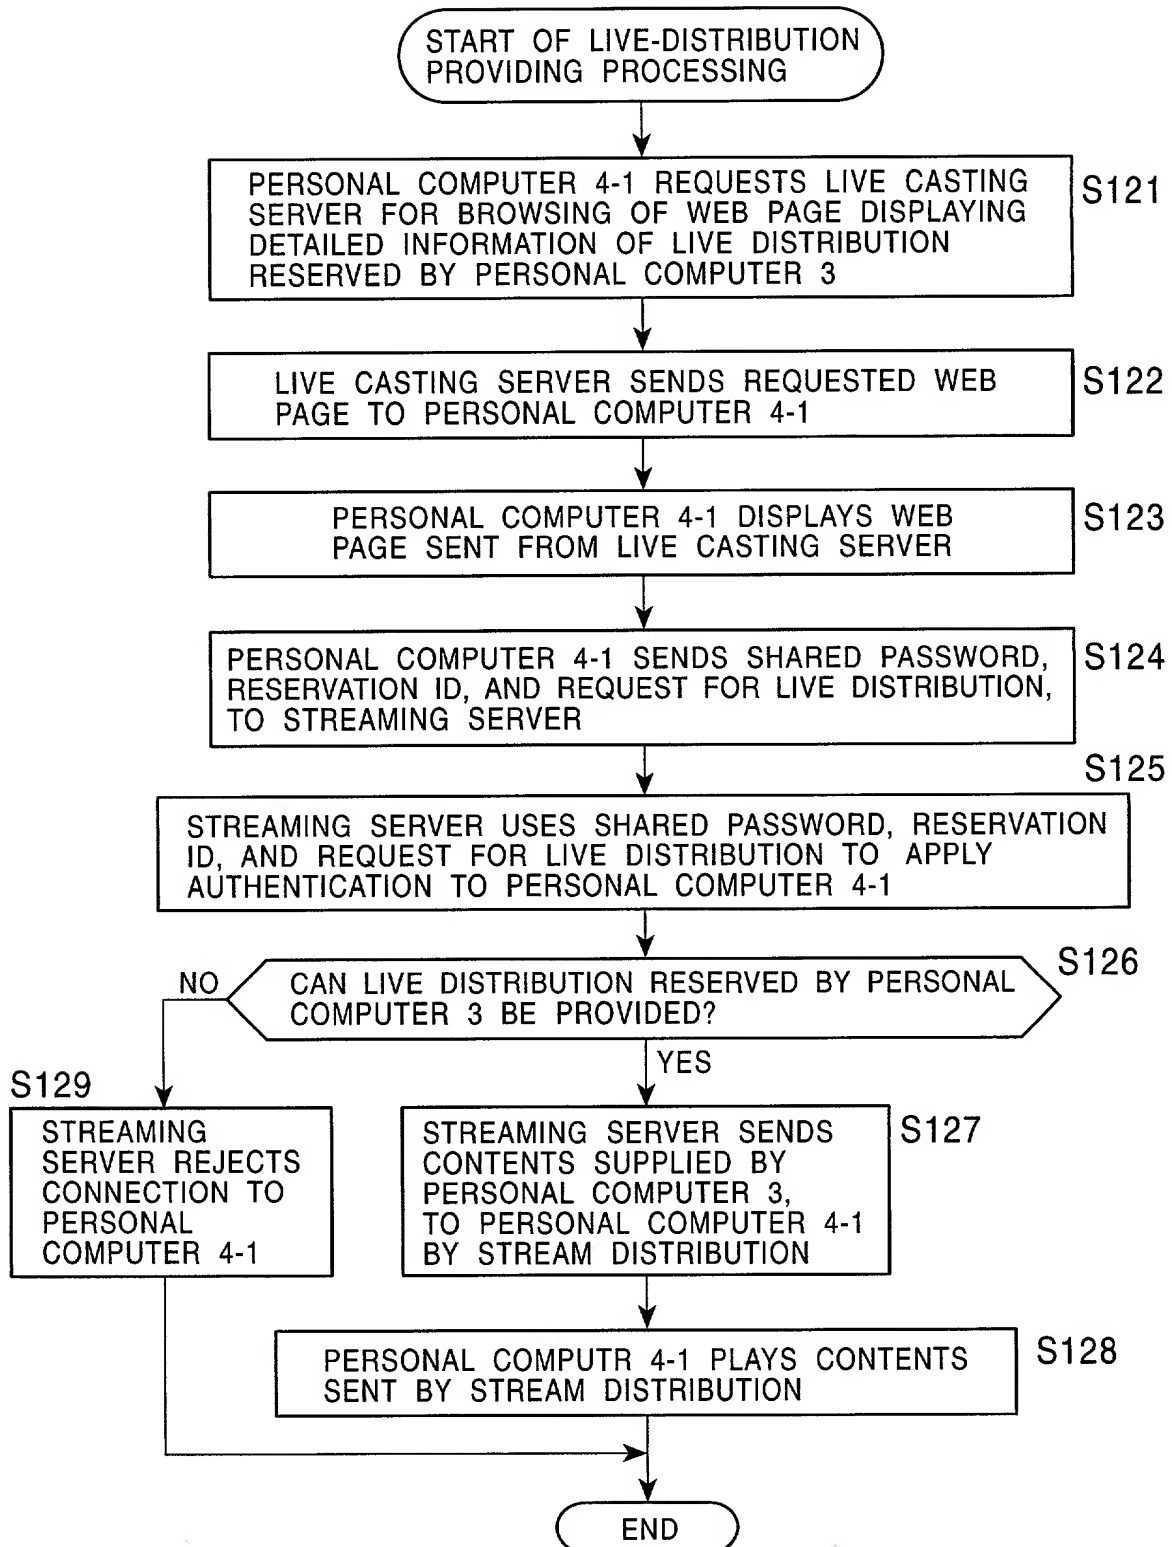 START OF LIVE-DISTRIBUTION
PROVIDING PROCESSING
PERSONAL COMPUTER 4-1 REQUESTS LIVE CASTING
SERVER FOR BROWSING OF WEB PAGE DISPLAYING
DETAILED INFORMATION OF LIVE DISTRIBUTION
RESERVED BY PERSONAL COMPUTER 3
S121
LIVE CASTING SERVER SENDS REQUESTED WEB
PAGE TO PERSONAL COMPUTER 4-1
S122
PERSONAL COMPUTER 4-1 DISPLAYS WEB
PAGE SENT FROM LIVE CASTING SERVER
S123
PERSONAL COMPUTER 4-1 SENDS SHARED PASSWORD,
RESERVATION ID, AND REQUEST FOR LIVE DISTRIBUTION,
TO STREAMING SERVER
S124
S125
STREAMING SERVER USES SHARED PASSWORD, RESERVATION
ID, AND REQUEST FOR LIVE DISTRIBUTION TO APPLY
AUTHENTICATION TO PERSONAL COMPUTER 4-1
S126
NO
CAN LIVE DISTRIBUTION RESERVED BY PERSONAL
COMPUTER 3 BE PROVIDED?
YES
S129
STREAMING
SERVER REJECTS
CONNECTION TO
PERSONAL
COMPUTER 4-1
STREAMING SERVER SENDS
CONTENTS SUPPLIED BY
PERSONAL COMPUTER 3,
TO PERSONAL COMPUTER 4-1
BY STREAM DISTRIBUTION
S127
PERSONAL COMPUTR 4-1 PLAYS CONTENTS
SENT BY STREAM DISTRIBUTION
S128
END